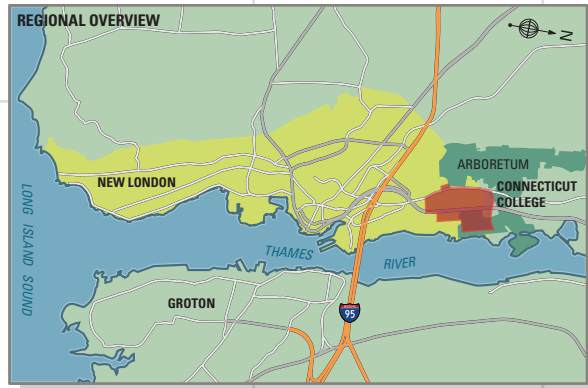 REGIONAL OVERVIEW
N
ARBORETUM
CONNECTICUT
COLLEGE
NEW LONDON
LONG ISLAND SOUND
THAMES
RIVER
GROTON
95